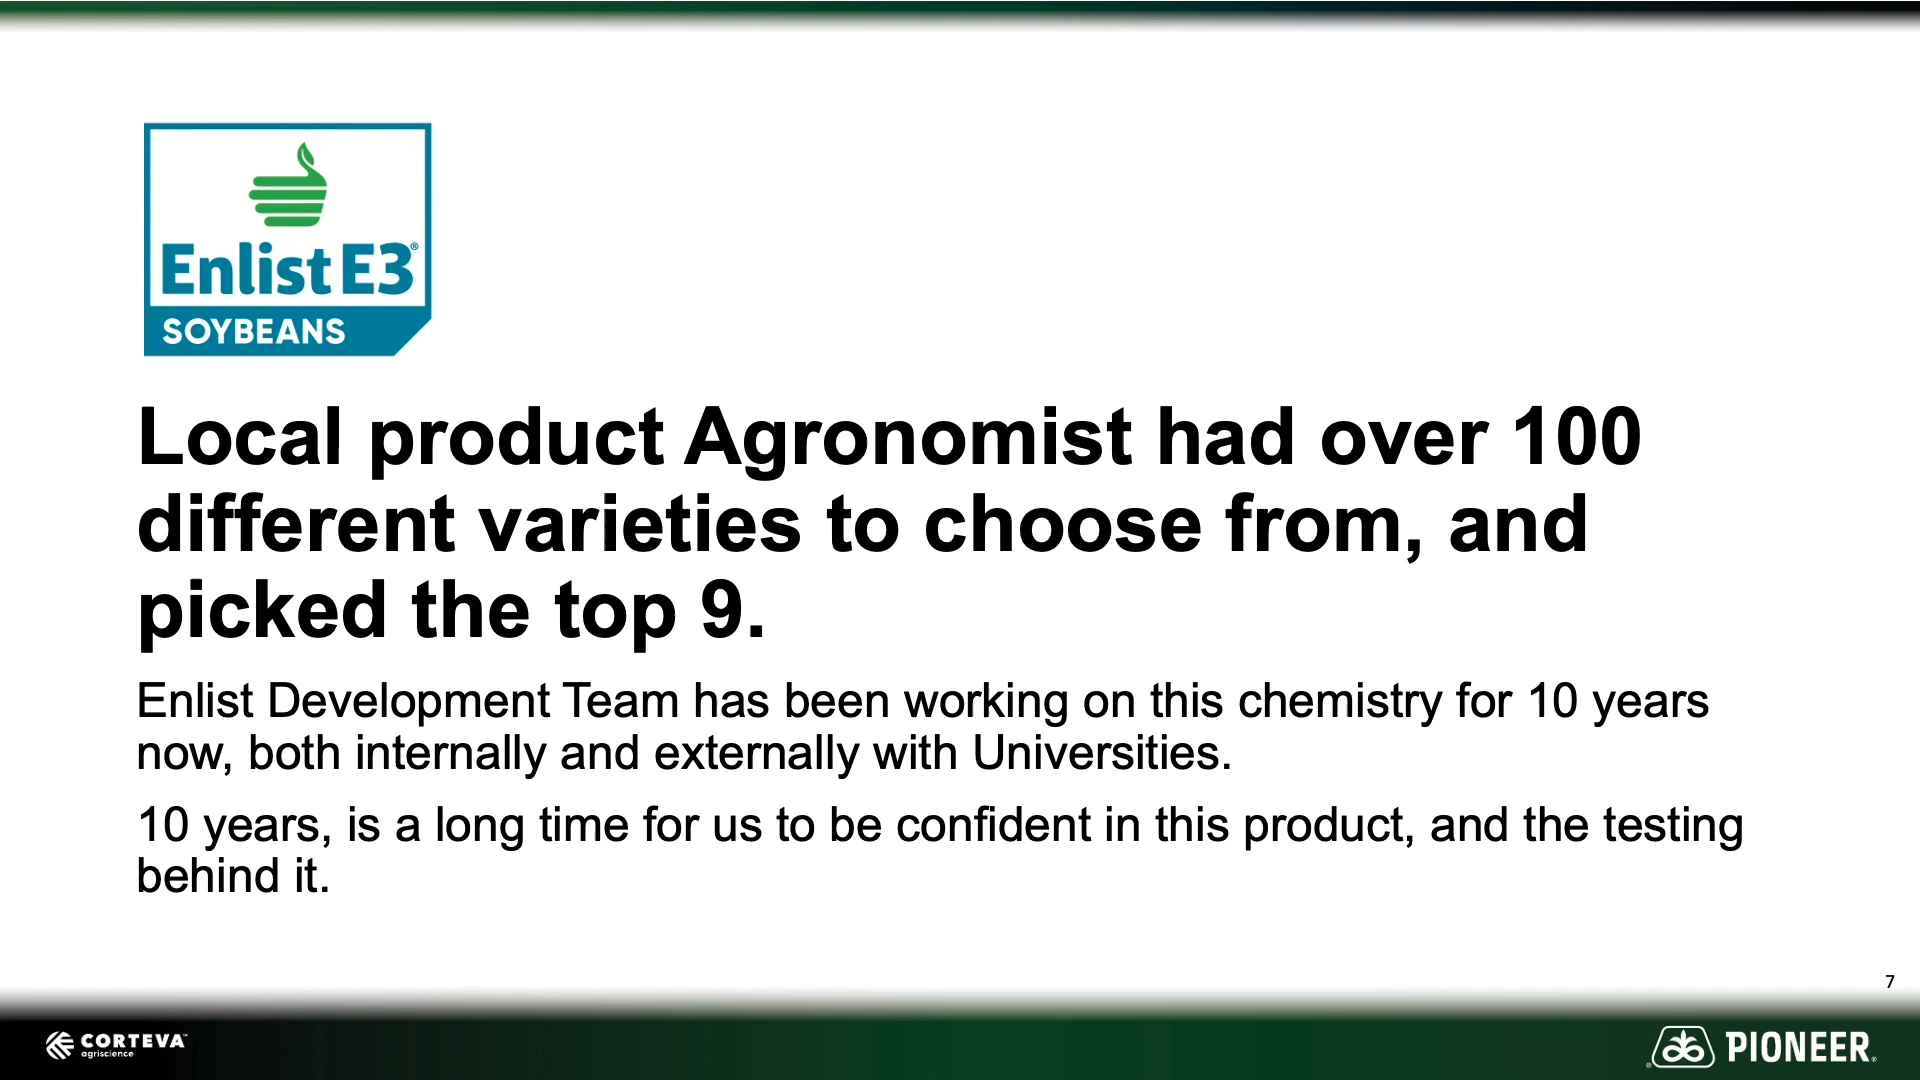 Enlist E3®
SOYBEANS
Local product Agronomist had over 100
different varieties to choose from, and
picked the top 9.
Enlist Development Team has been working on this chemistry for 10 years
now, both internally and externally with Universities.
10 years, is a long time for us to be confident in this product, and the testing
behind it.
7
CORTEVA™
agriscience
® PIONEER®